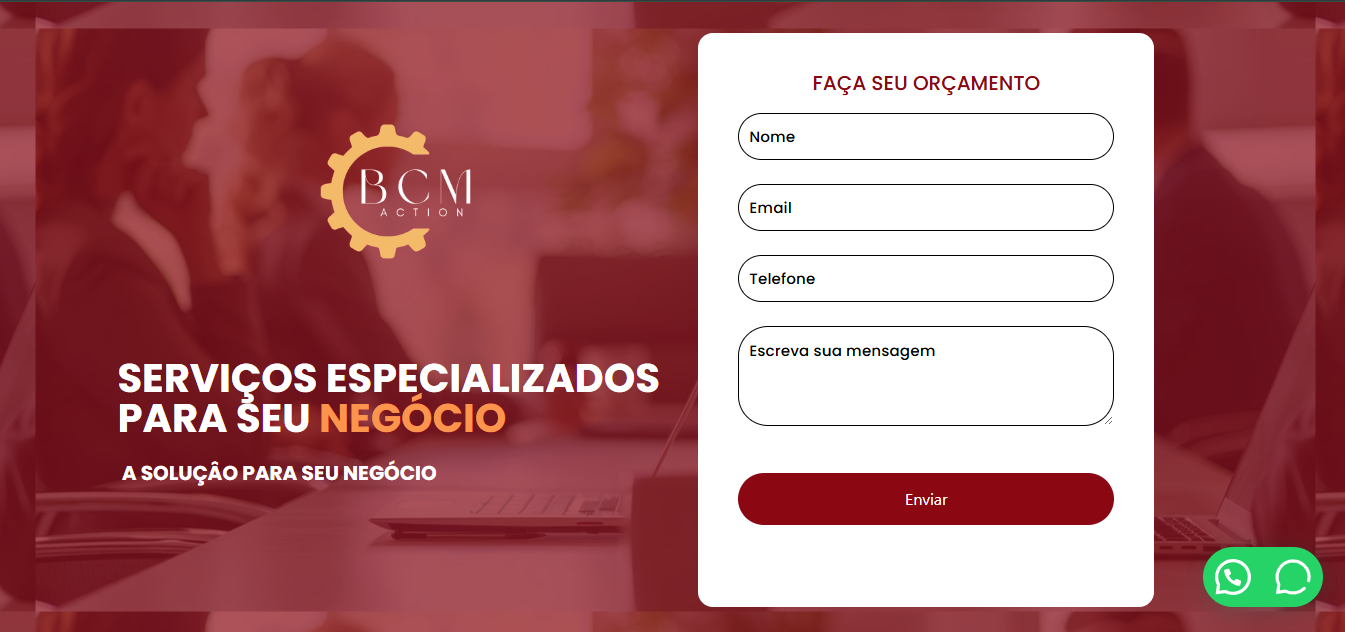 BCM
ACTION
SERVIÇOS ESPECIALIZADOS
PARA SEU NEGÓCIO
A SOLUÇÂO PARA SEU NEGÓCIO
FAÇA SEU ORÇAMENTO
Nome
Email
Telefone
Escreva sua mensagem
Enviar